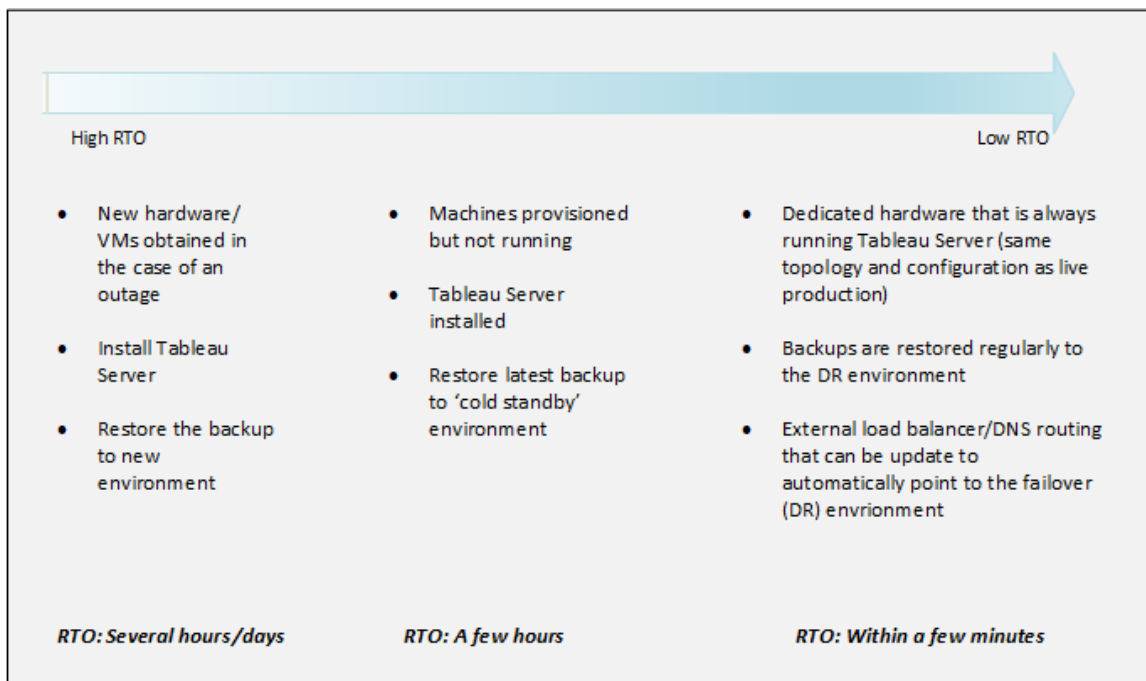 High RTO
Low RTO
● New hardware/
VMs obtained in
the case of an
outage
● Install Tableau
Server
● Restore the backup
to new
environment
● Machines provisioned
but not running
● Tableau Server
installed
● Restore latest backup
to ‘cold standby’
environment
● Dedicated hardware that is always
running Tableau Server (same
topology and configuration as live
production)
● Backups are restored regularly to
the DR environment
● External load balancer/DNS routing
that can be update to
automatically point to the failover
(DR) envrionment
RTO: Several hours/days
RTO: A few hours
RTO: Within a few minutes